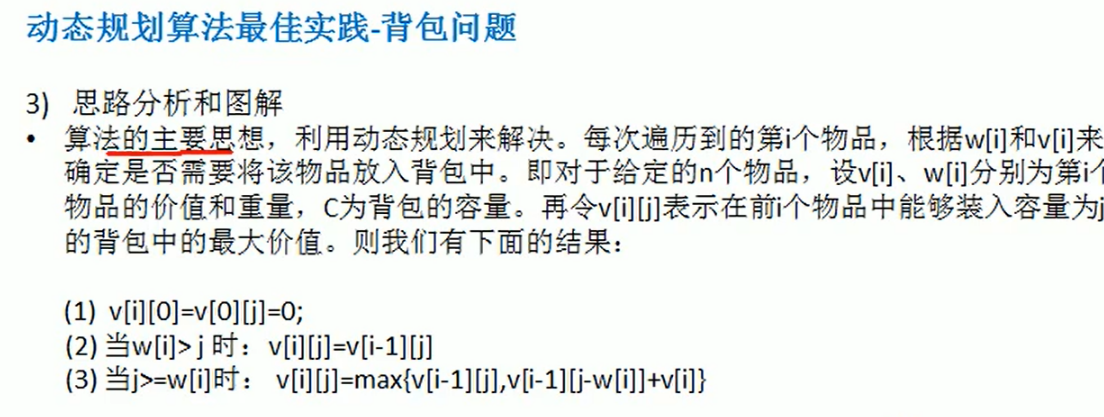 动态规划算法最佳实践-背包问题
3) 思路分析和图解
• 算法的主要思想，利用动态规划来解决。每次遍历到的第i个物品，根据w[i]和v[i]来
确定是否需要将该物品放入背包中。即对于给定的n个物品，设v[i]、w[i]分别为第i个
物品的价值和重量，C为背包的容量。再令v[i][j]表示在前i个物品中能够装入容量为j
的背包中的最大价值。则我们有下面的结果：
(1) v[i][0]=v[0][j]=0;
(2) 当w[i]> j 时：v[i][j]=v[i-1][j]
(3) 当j>=w[i]时： v[i][j]=max{v[i-1][j],v[i-1][j-w[i]]+v[i]}